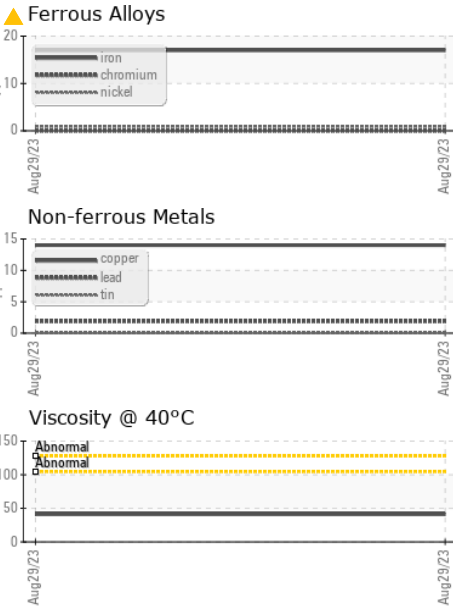 Ferrous Alloys
20
10
0
iron
chromium
nickel
Aug29/23
Aug29/23
Non-ferrous Metals
15
10
5
0
copper
lead
tin
Aug29/23
Aug29/23
Viscosity @ 40°C
150
100
50
0
Abnormal
Abnormal
Aug29/23
Aug29/23